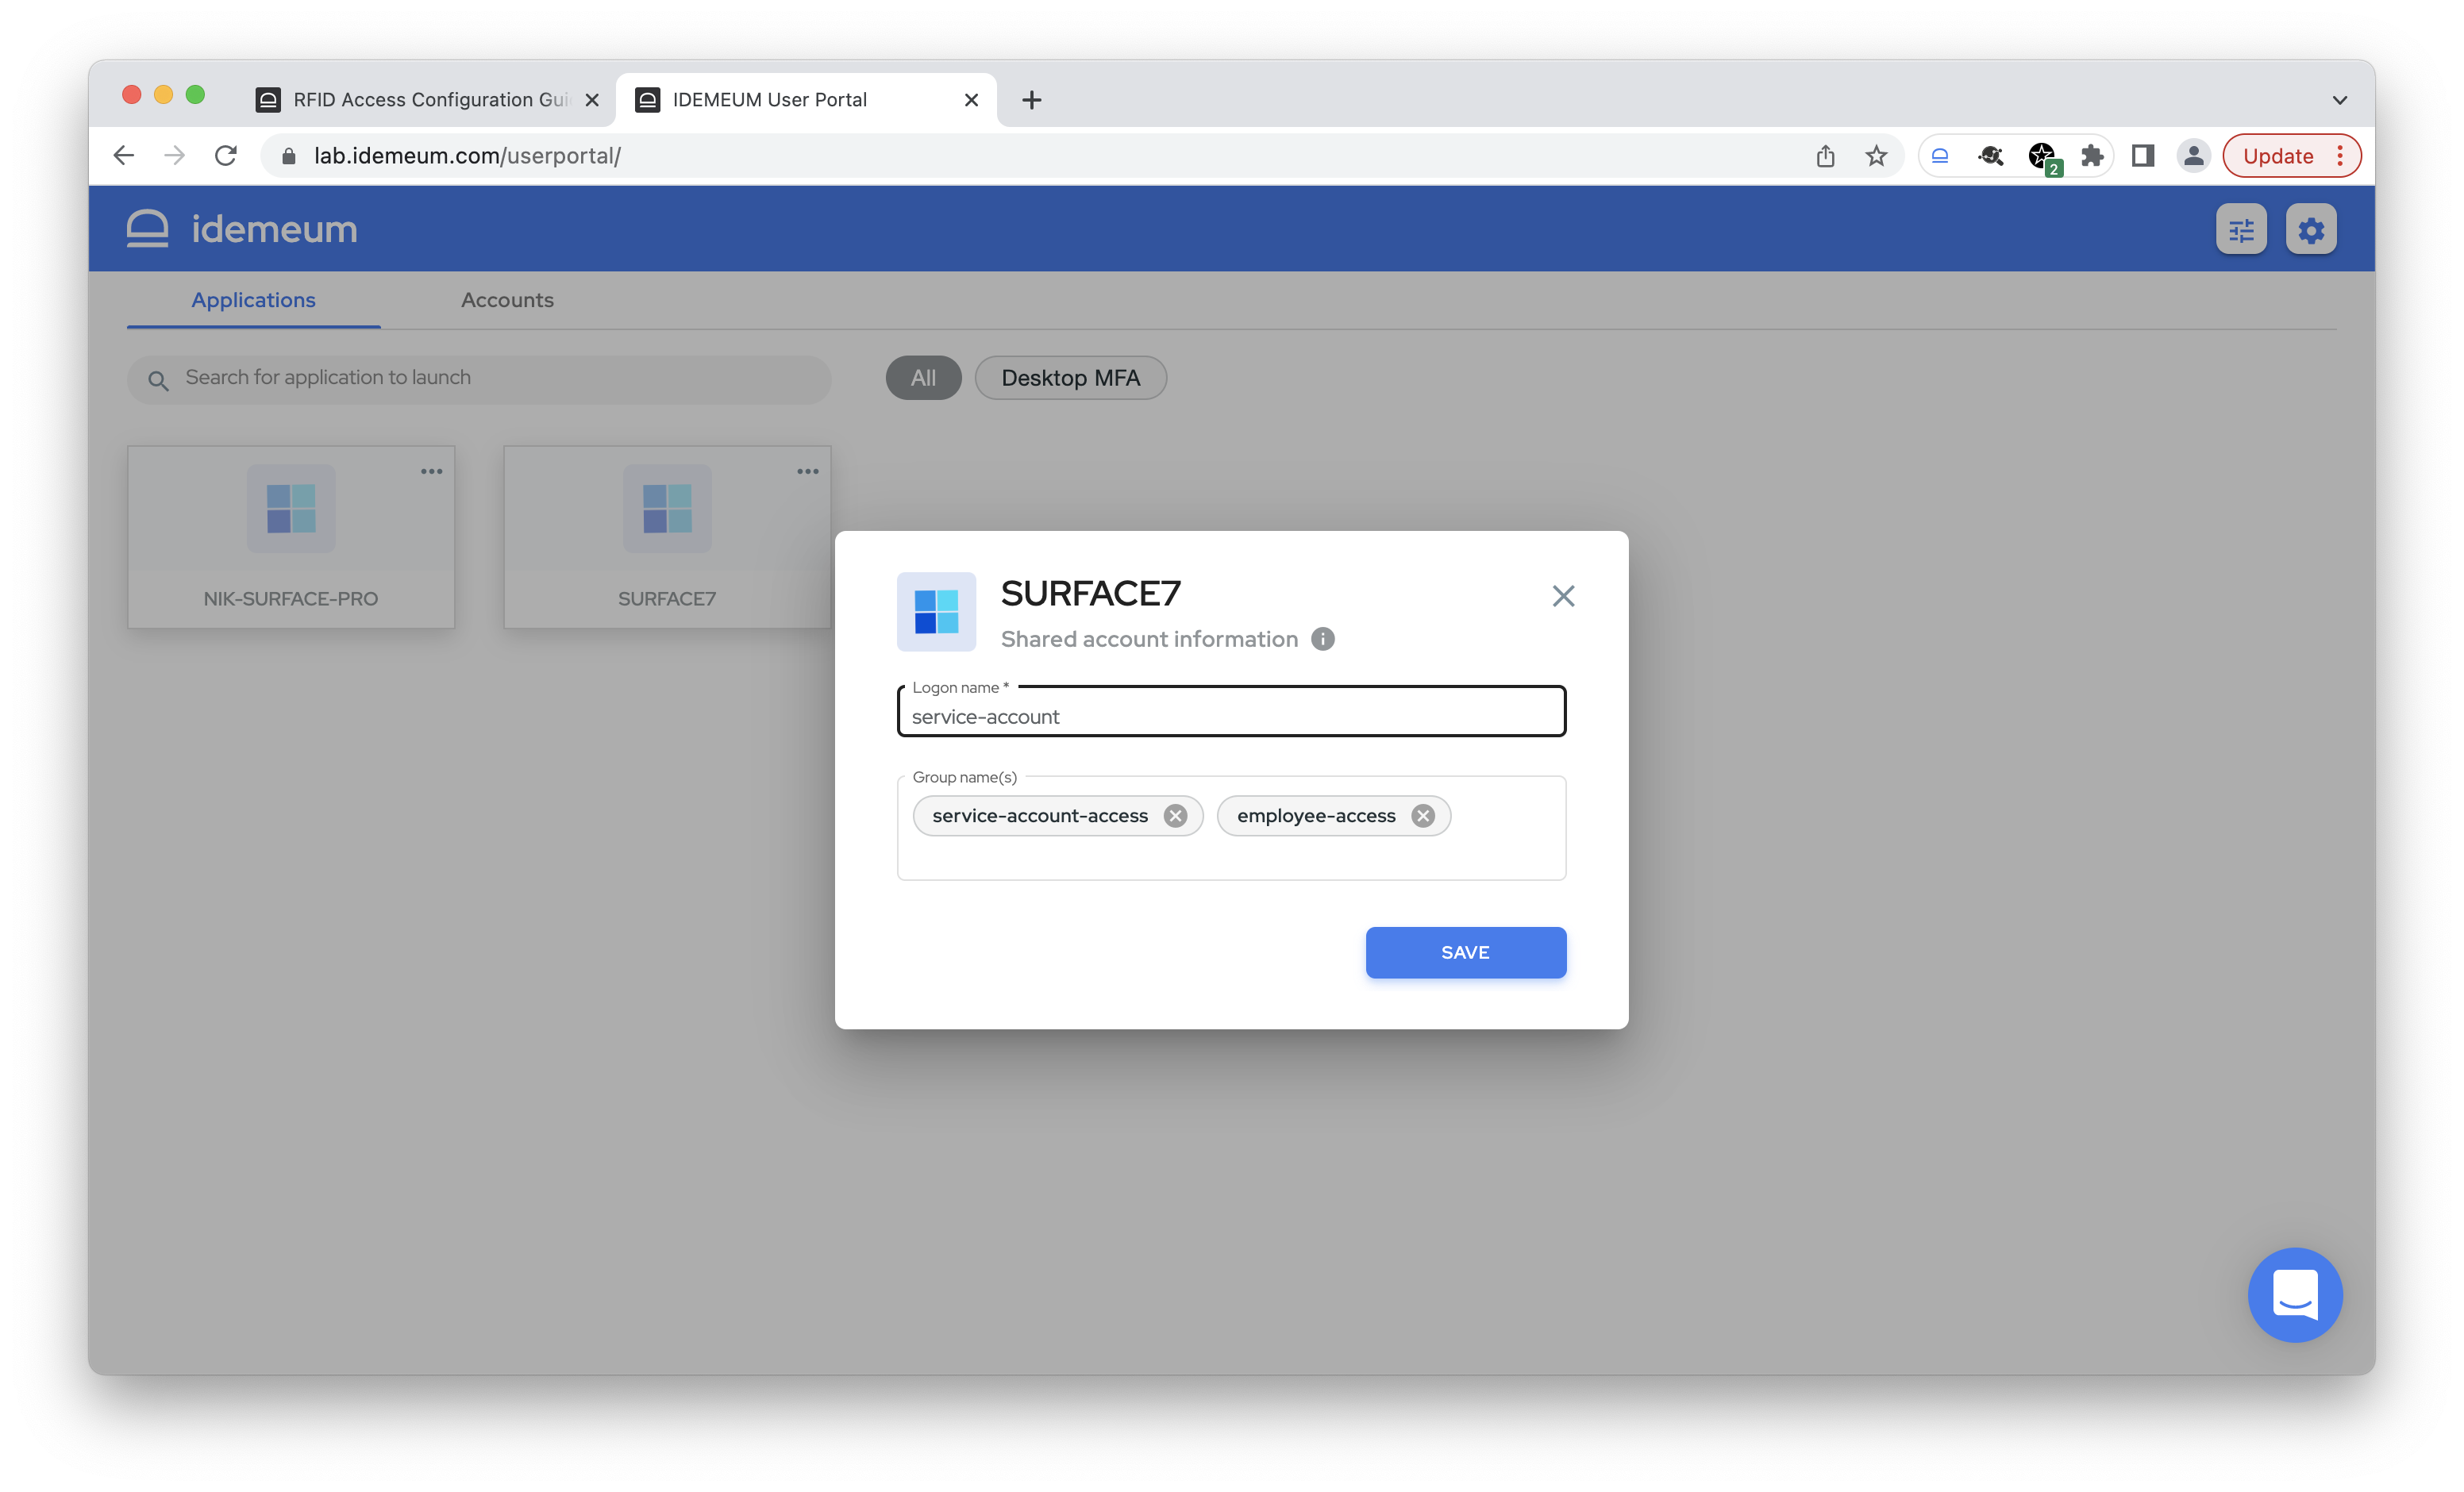 RFID Access Configuration Gui
IDEMEUM User Portal
lab.idemeum.com/userportal/
2
Update
idemeum
Applications
Accounts
Search for application to launch
All
Desktop MFA
NIK-SURFACE-PRO
SURFACE7
SURFACE7
Shared account information
Logon name *
service-account
Group name(s)
service-account-access
employee-access
SAVE